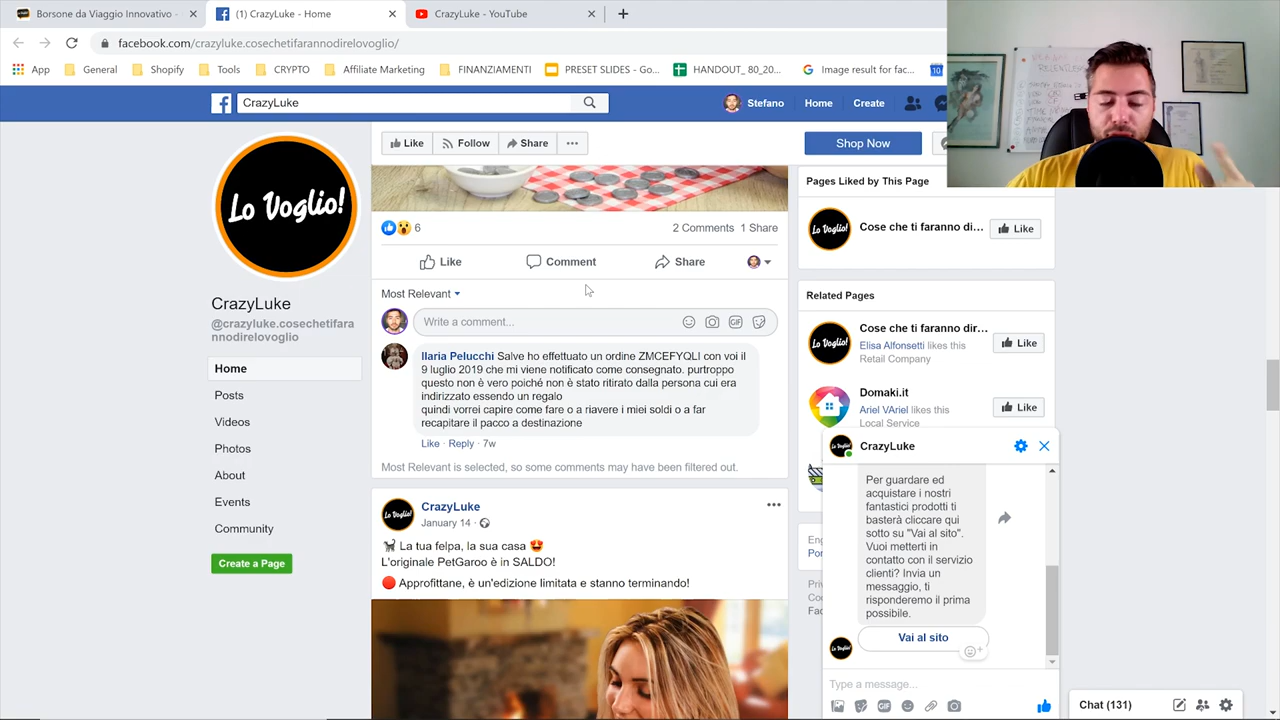 Borsone da Viaggio Innovativo -
(1) CrazyLuke - Home
CrazyLuke - YouTube
facebook.com/crazyluke.cosechetifarannodirelovoglio/
App
General
Shopify
Tools
CRYPTO
Affiliate Marketing
FINANZIAMENTI
PRESET SLIDES - Go...
HANDOUT_ 80_20...
Image result for fac...
10
CrazyLuke
Stefano
Home
Create
Lo Voglio!
CrazyLuke
@crazyluke.cosechetifara
nnodirelovoglio
Home
Posts
Videos
Photos
About
Events
Community
Create a Page
Like
Follow
Share
Shop Now
6
2 Comments 1 Share
Like
Comment
Share
Most Relevant
Write a comment...
Ilaria Pelucchi Salve ho effettuato un ordine ZMCEFYQLI con voi il
9 luglio 2019 che mi viene notificato come consegnato. purtroppo
questo non è vero poiché non è stato ritirato dalla persona cui era
indirizzato essendo un regalo
quindi vorrei capire come fare o a riavere i miei soldi o a far
recapitare il pacco a destinazione
Like · Reply · 7w
Most Relevant is selected, so some comments may have been filtered out.
Lo Voglio!
CrazyLuke
January 14 ·
La tua felpa, la sua casa
L'originale PetGaroo è in SALDO!
Approfittane, è un'edizione limitata e stanno terminando!
Pages Liked by This Page
Lo Voglio!
Cose che ti faranno di...
Like
Related Pages
Lo Voglio!
Cose che ti faranno dir...
Elisa Alfonsetti likes this
Retail Company
Like
Domaki.it
Ariel VAriel likes this
Local Service
Like
CrazyLuke
Per guardare ed
acquistare i nostri
fantastici prodotti ti
basterà cliccare qui
sotto su "Vai al sito".
Vuoi metterti in
contatto con il servizio
clienti? Invia un
messaggio, ti
risponderemo il prima
possibile.
Vai al sito
Type a message...
GIF
Chat (131)